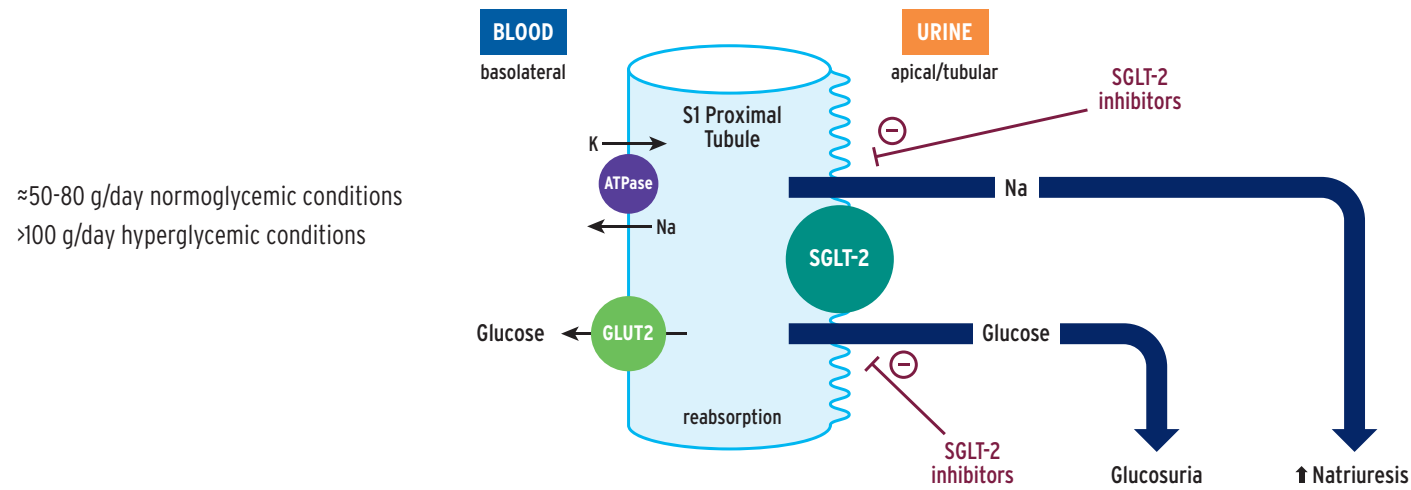 BLOOD
basolateral
URINE
apical/tubular
SGLT-2
inhibitors
S1 Proximal
Tubule
K
ATPase
Na
Na
≈50-80 g/day normoglycemic conditions
>100 g/day hyperglycemic conditions
SGLT-2
Glucose
GLUT2
Glucose
reabsorption
SGLT-2
inhibitors
Glucosuria
⬆ Natriuresis